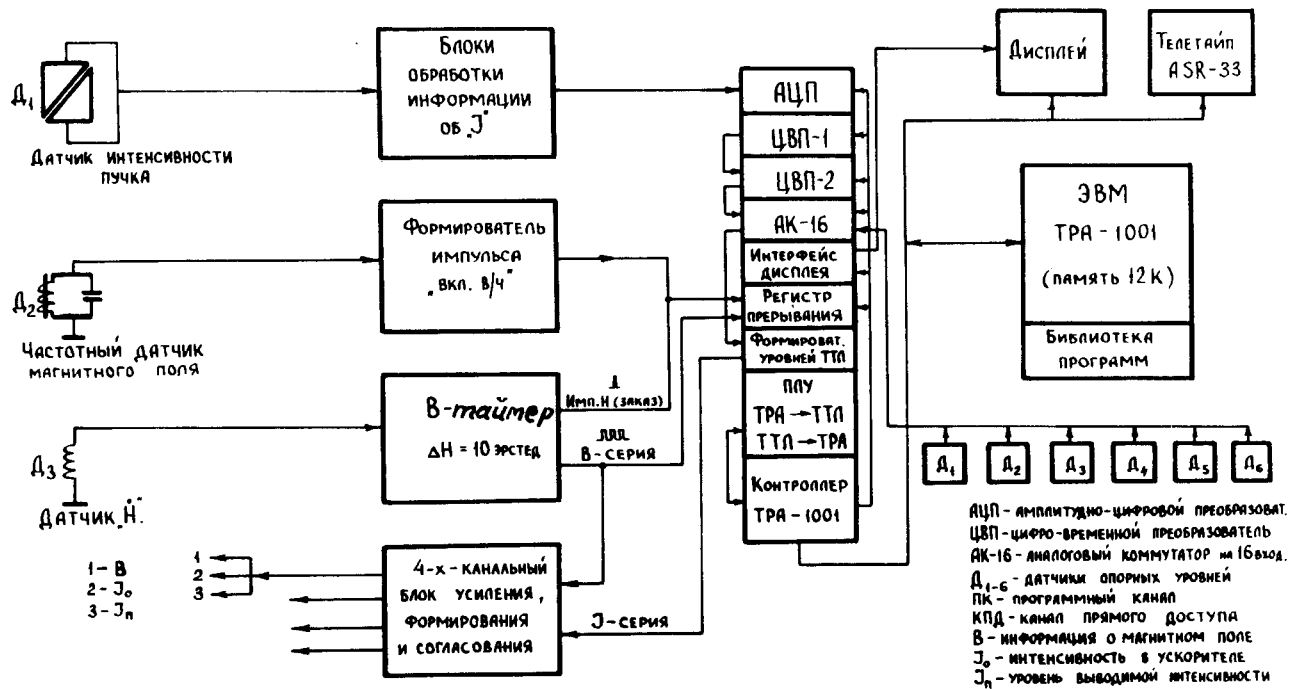 Д1
Датчик интенсивности
пучка
Блоки
обработки
информации
об „J"
Д2
Частотный датчик
магнитного поля
Формирователь
импульса
„вкл. в/ч"
Д3
Датчик „Н"
В-таймер
ΔН = 10 эрстед
Имп. Н (заказ)
В-серия
1
2
3
1 - В
2 - Jо
3 - Jп
4-х-канальный
блок усиления,
формирования
и согласования
J-серия
АЦП
ЦВП-1
ЦВП-2
АК-16
Интерфейс
дисплея
Регистр
прерывания
Формироват.
уровней ТТЛ
ПЛУ
ТРА → ТТЛ
ТТЛ → ТРА
Контроллер
ТРА-1001
Дисплей
Телетайп
ASR-33
ЭВМ
ТРА-1001
(память 12К)
Библиотека
программ
Д1 Д2 Д3 Д4 Д5 Д6
АЦП - амплитудно-цифровой преобразоват.
ЦВП - цифро-временной преобразователь
АК-16 - аналоговый коммутатор на 16 вход.
Д1-6 - датчики опорных уровней
ПК - программный канал
КПД - канал прямого доступа
В - информация о магнитном поле
Jо - интенсивность в ускорителе
Jп - уровень выводимой интенсивности